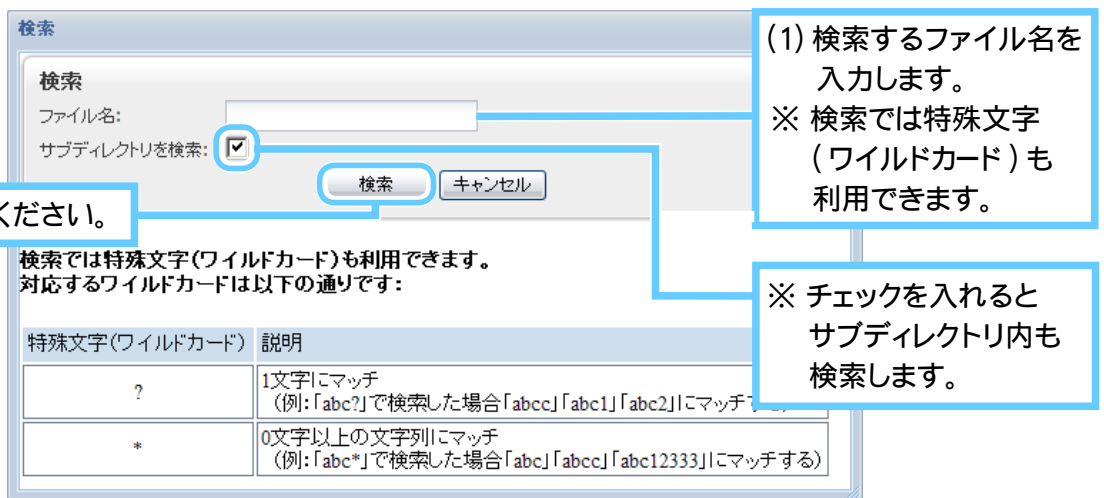 検索
検索
ファイル名:
サブディレクトリを検索:
検索 キャンセル
(1) 検索するファイル名を
入力します。
※ 検索では特殊文字
( ワイルドカード ) も
利用できます。
ください。
検索では特殊文字(ワイルドカード)も利用できます。
対応するワイルドカードは以下の通りです:
※ チェックを入れると
サブディレクトリ内も
検索します。
特殊文字(ワイルドカード) 説明
? 1文字にマッチ
(例:「abc?」で検索した場合「abcc」「abc1」「abc2」にマッチ
* 0文字以上の文字列にマッチ
(例:「abc*」で検索した場合「abc」「abcc」「abc12333」にマッチする)